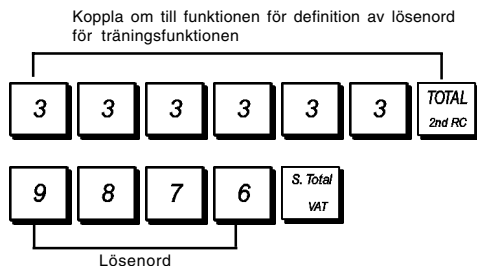 Koppla om till funktionen för definition av lösenord
för träningsfunktionen
3 3 3 3 3 3 TOTAL
2nd RC
9 8 7 6 S. Total
VAT
Lösenord